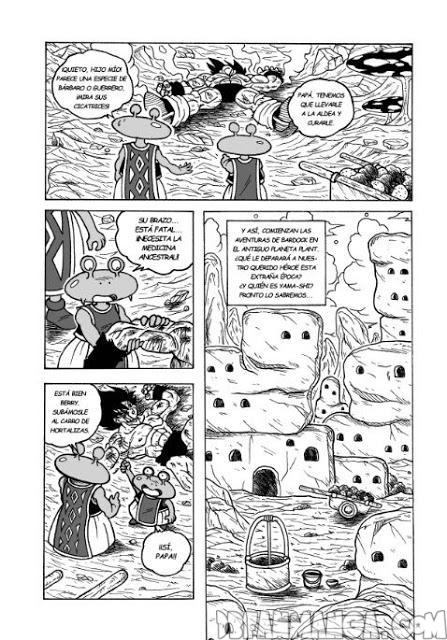 ¡QUIETO, HIJO MÍO!
PARECE UNA ESPECIE DE
BÁRBARO O GUERRERO.
¡MIRA SUS
CICATRICES!
PAPÁ, TENEMOS
QUE LLEVARLE
A LA ALDEA Y
CURARLE.
SU BRAZO...
ESTÁ FATAL...
¡NECESITA LA
MEDICINA
ANCESTRAL!
ESTÁ BIEN
BERRY.
SUBÁMOSLE
AL CARRO DE
HORTALIZAS.
¡¡SÍ,
PAPA!!
Y ASÍ, COMIENZAN LAS
AVENTURAS DE BARDOCK EN
EL ANTIGUO PLANETA PLANT.
¿QUÉ LE DEPARARÁ A NUES-
TRO QUERIDO HÉROE ESTA
EXTRAÑA ÉPOCA?
¿Y QUIÉN ES YAMA-SHI?
PRONTO LO SABREMOS...
DBFANMANGA.COM